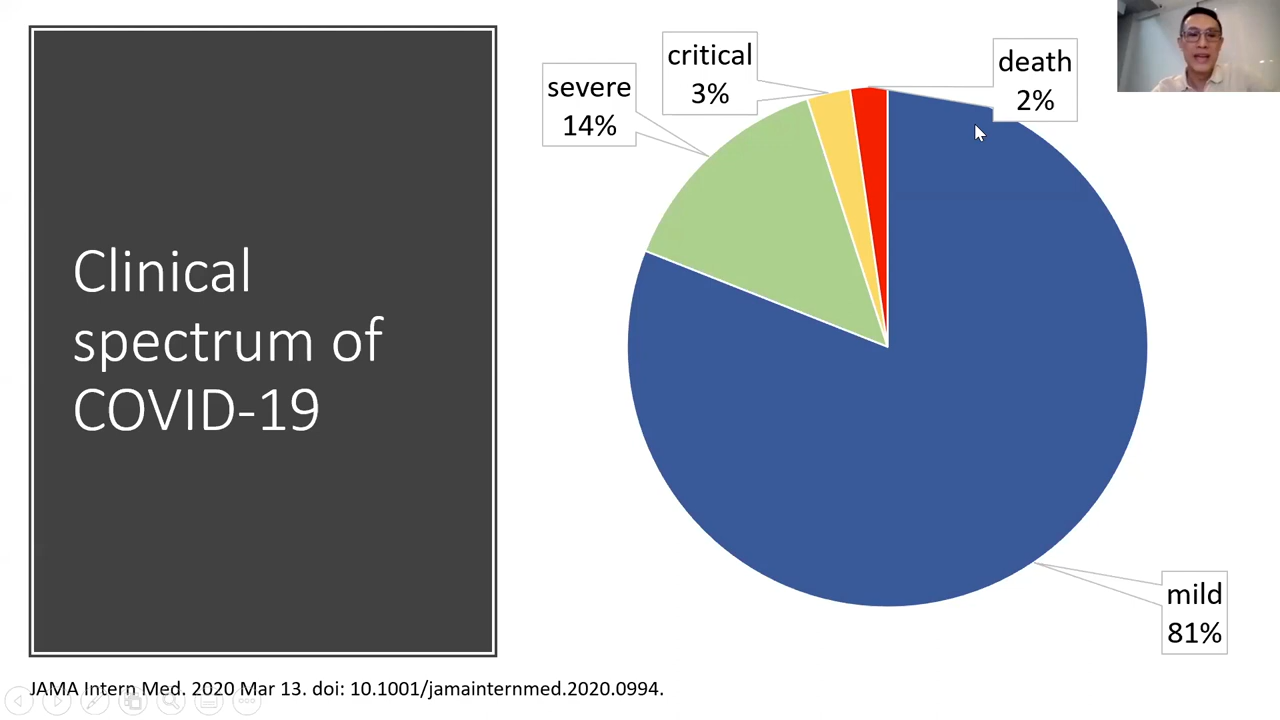 Clinical
spectrum of
COVID-19
severe
14%
critical
3%
death
2%
mild
81%
JAMA Intern Med. 2020 Mar 13. doi: 10.1001/jamainternmed.2020.0994.